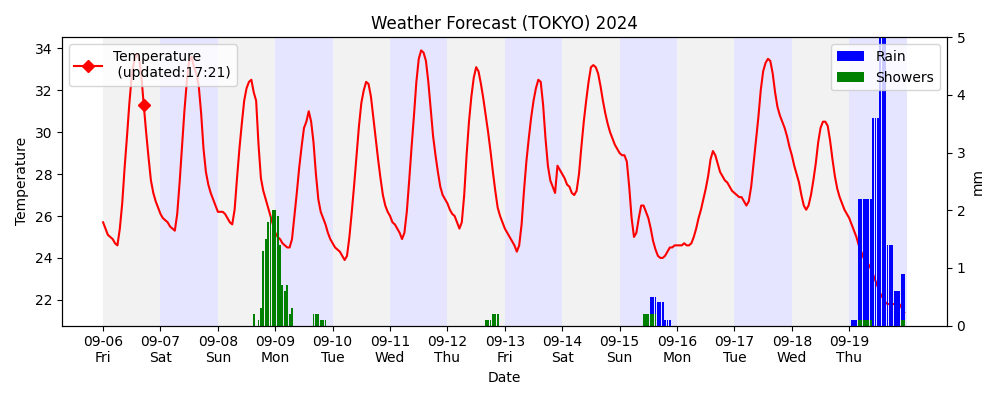 Weather Forecast (TOKYO) 2024
Temperature
(updated:17:21)
Rain
Showers
Temperature
34
32
30
28
26
24
22
5
4
3
2
1
0
mm
09-06 09-07 09-08 09-09 09-10 09-11 09-12 09-13 09-14 09-15 09-16 09-17 09-18 09-19
Fri Sat Sun Mon Tue Wed Thu Fri Sat Sun Mon Tue Wed Thu
Date